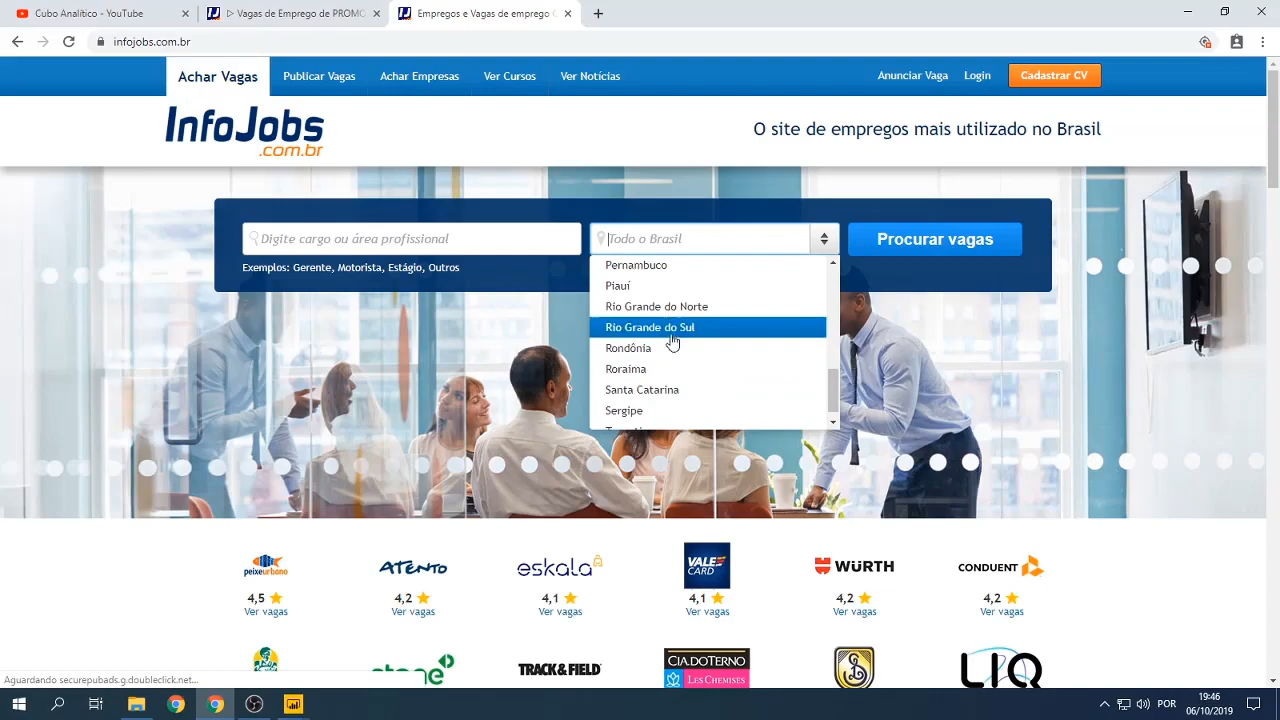 Cubo Analítico - YouTube
Vagas de Emprego de PROMO
Empregos e Vagas de emprego
infojobs.com.br
Achar Vagas
Publicar Vagas
Achar Empresas
Ver Cursos
Ver Notícias
Anunciar Vaga
Login
Cadastrar CV
InfoJobs
.com.br
O site de empregos mais utilizado no Brasil
Digite cargo ou área profissional
Todo o Brasil
Procurar vagas
Exemplos: Gerente, Motorista, Estágio, Outros
Pernambuco
Piauí
Rio Grande do Norte
Rio Grande do Sul
Rondônia
Roraima
Santa Catarina
Sergipe
peixeurbano
ATENTO
eskala
VALE CARD
WÜRTH
CONDUENT
4,5
4,2
4,1
4,1
4,2
4,2
Ver vagas
Ver vagas
Ver vagas
Ver vagas
Ver vagas
Ver vagas
stone
TRACK&FIELD
CIA.DO TERNO
LES CHEMISES
LIQ
Aguardando securepubads.g.doubleclick.net...
POR
19:46
06/10/2019